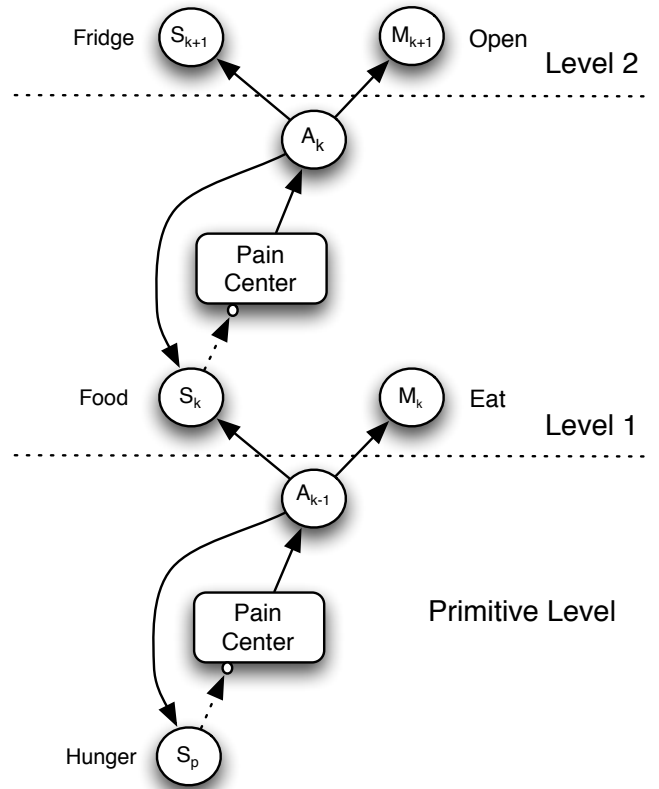 Fridge
S_{k+1}
M_{k+1}
Open
Level 2
A_k
Pain
Center
Food
S_k
M_k
Eat
Level 1
A_{k-1}
Pain
Center
Primitive Level
Hunger
S_p